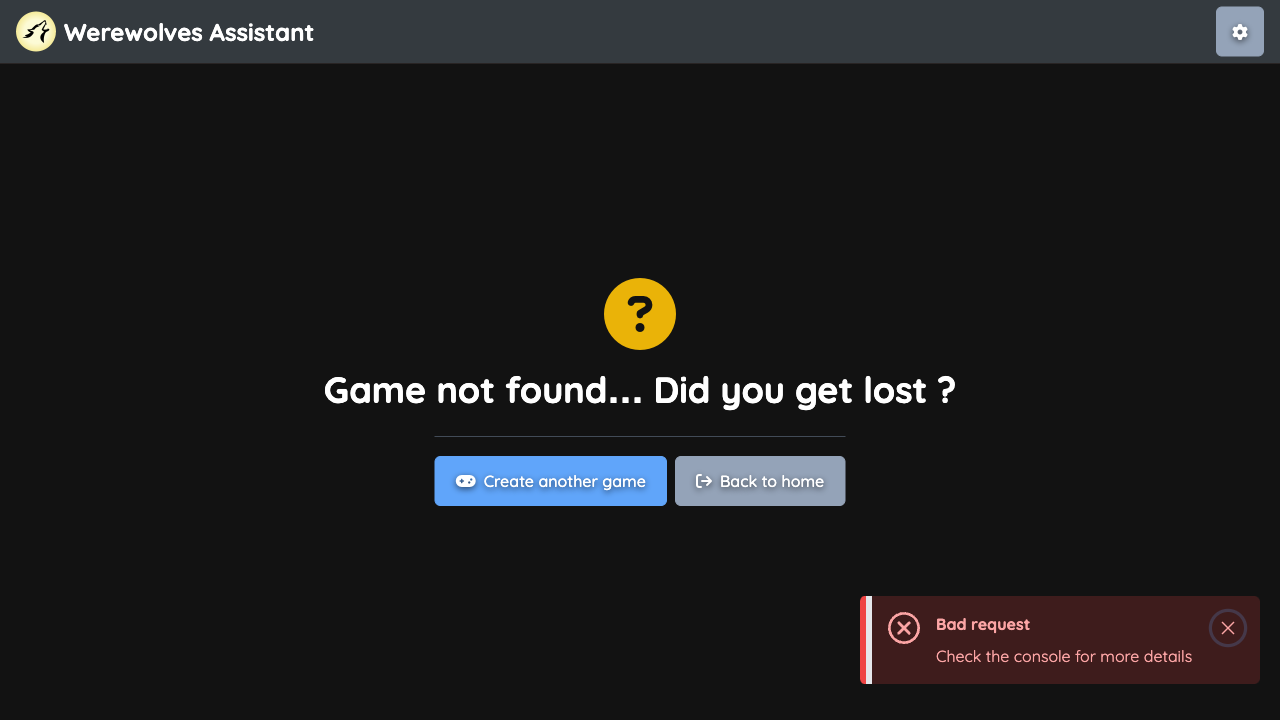 Werewolves Assistant
Game not found... Did you get lost ?
Create another game
Back to home
Bad request
Check the console for more details